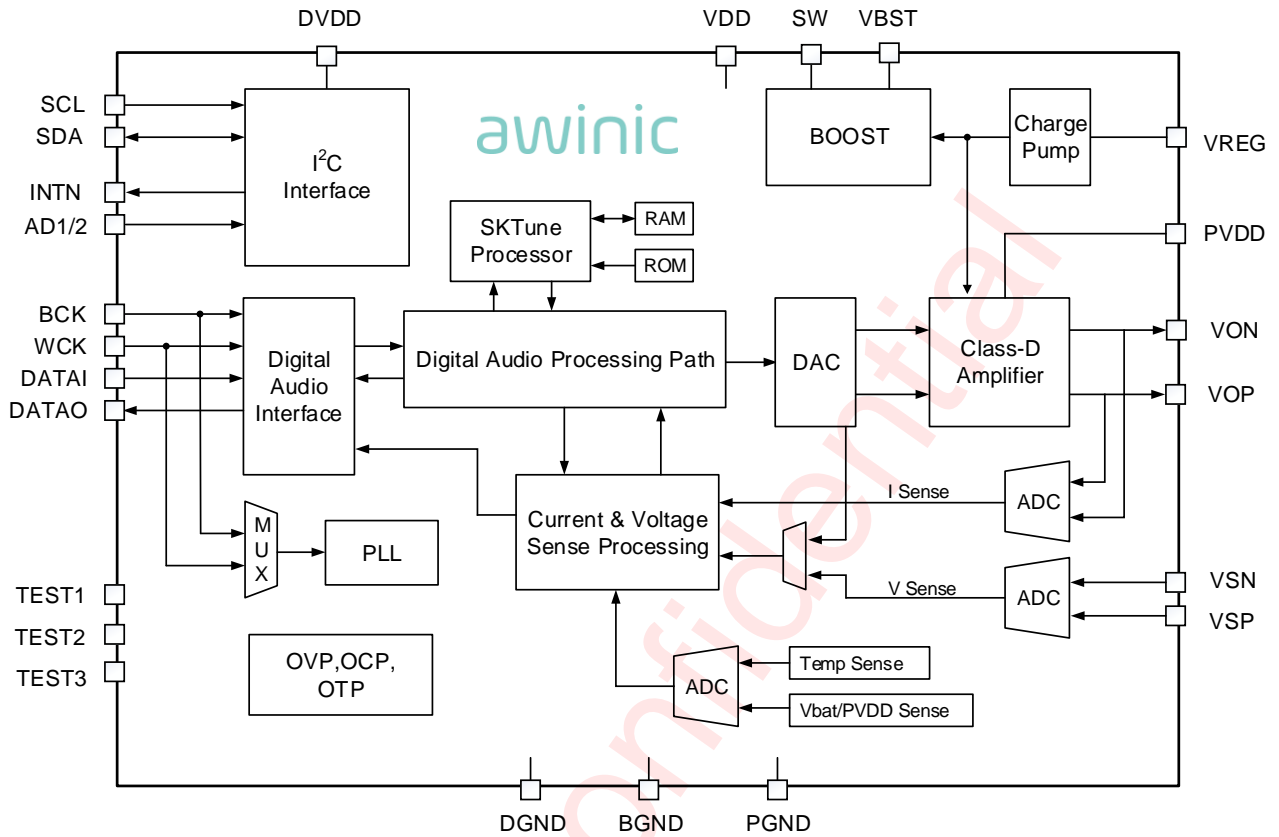 DVDD
VDD
SW
VBST
SCL
SDA
INTN
AD1/2
I²C
Interface
awinic
BOOST
Charge
Pump
VREG
PVDD
SKTune
Processor
RAM
ROM
BCK
WCK
DATAI
DATAO
Digital
Audio
Interface
Digital Audio Processing Path
DAC
Class-D
Amplifier
VON
VOP
I Sense
ADC
M
U
X
PLL
Current & Voltage
Sense Processing
V Sense
ADC
VSN
VSP
TEST1
TEST2
TEST3
OVP,OCP,
OTP
ADC
Temp Sense
Vbat/PVDD Sense
DGND
BGND
PGND
onfidential